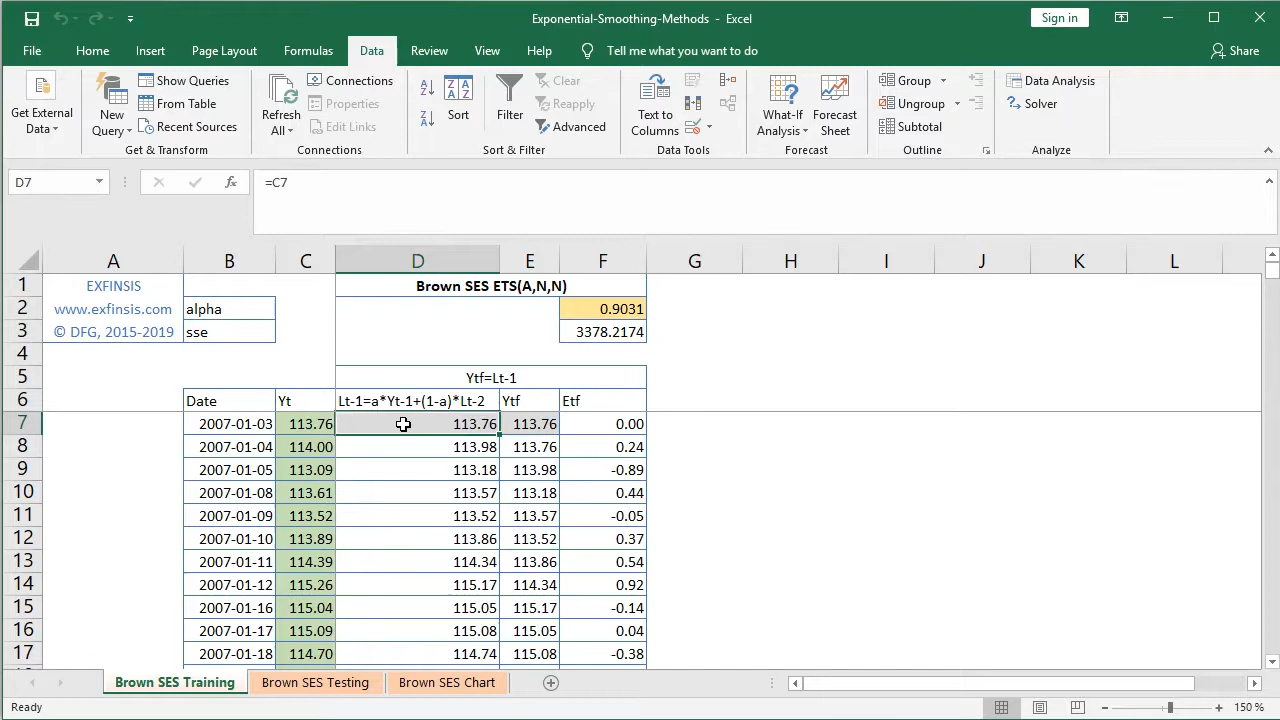 Exponential-Smoothing-Methods - Excel
Sign in
File Home Insert Page Layout Formulas Data Review View Help Tell me what you want to do Share
Get External Data
New Query
Show Queries
From Table
Recent Sources
Get & Transform
Refresh All
Connections
Properties
Edit Links
Connections
Sort
Filter
Clear
Reapply
Advanced
Sort & Filter
Text to Columns
Data Tools
What-If Analysis
Forecast Sheet
Forecast
Group
Ungroup
Subtotal
Outline
Data Analysis
Solver
Analyze
D7 fx =C7
A B C D E F G H I J K L
1 EXFINSIS Brown SES ETS(A,N,N)
2 www.exfinsis.com alpha 0.9031
3 © DFG, 2015-2019 sse 3378.2174
4
5 Ytf=Lt-1
6 Date Yt Lt-1=a*Yt-1+(1-a)*Lt-2 Ytf Etf
7 2007-01-03 113.76 113.76 113.76 0.00
8 2007-01-04 114.00 113.98 113.76 0.24
9 2007-01-05 113.09 113.18 113.98 -0.89
10 2007-01-08 113.61 113.57 113.18 0.44
11 2007-01-09 113.52 113.52 113.57 -0.05
12 2007-01-10 113.89 113.86 113.52 0.37
13 2007-01-11 114.39 114.34 113.86 0.54
14 2007-01-12 115.26 115.17 114.34 0.92
15 2007-01-16 115.04 115.05 115.17 -0.14
16 2007-01-17 115.09 115.08 115.05 0.04
17 2007-01-18 114.70 114.74 115.08 -0.38
Brown SES Training Brown SES Testing Brown SES Chart
Ready 150 %